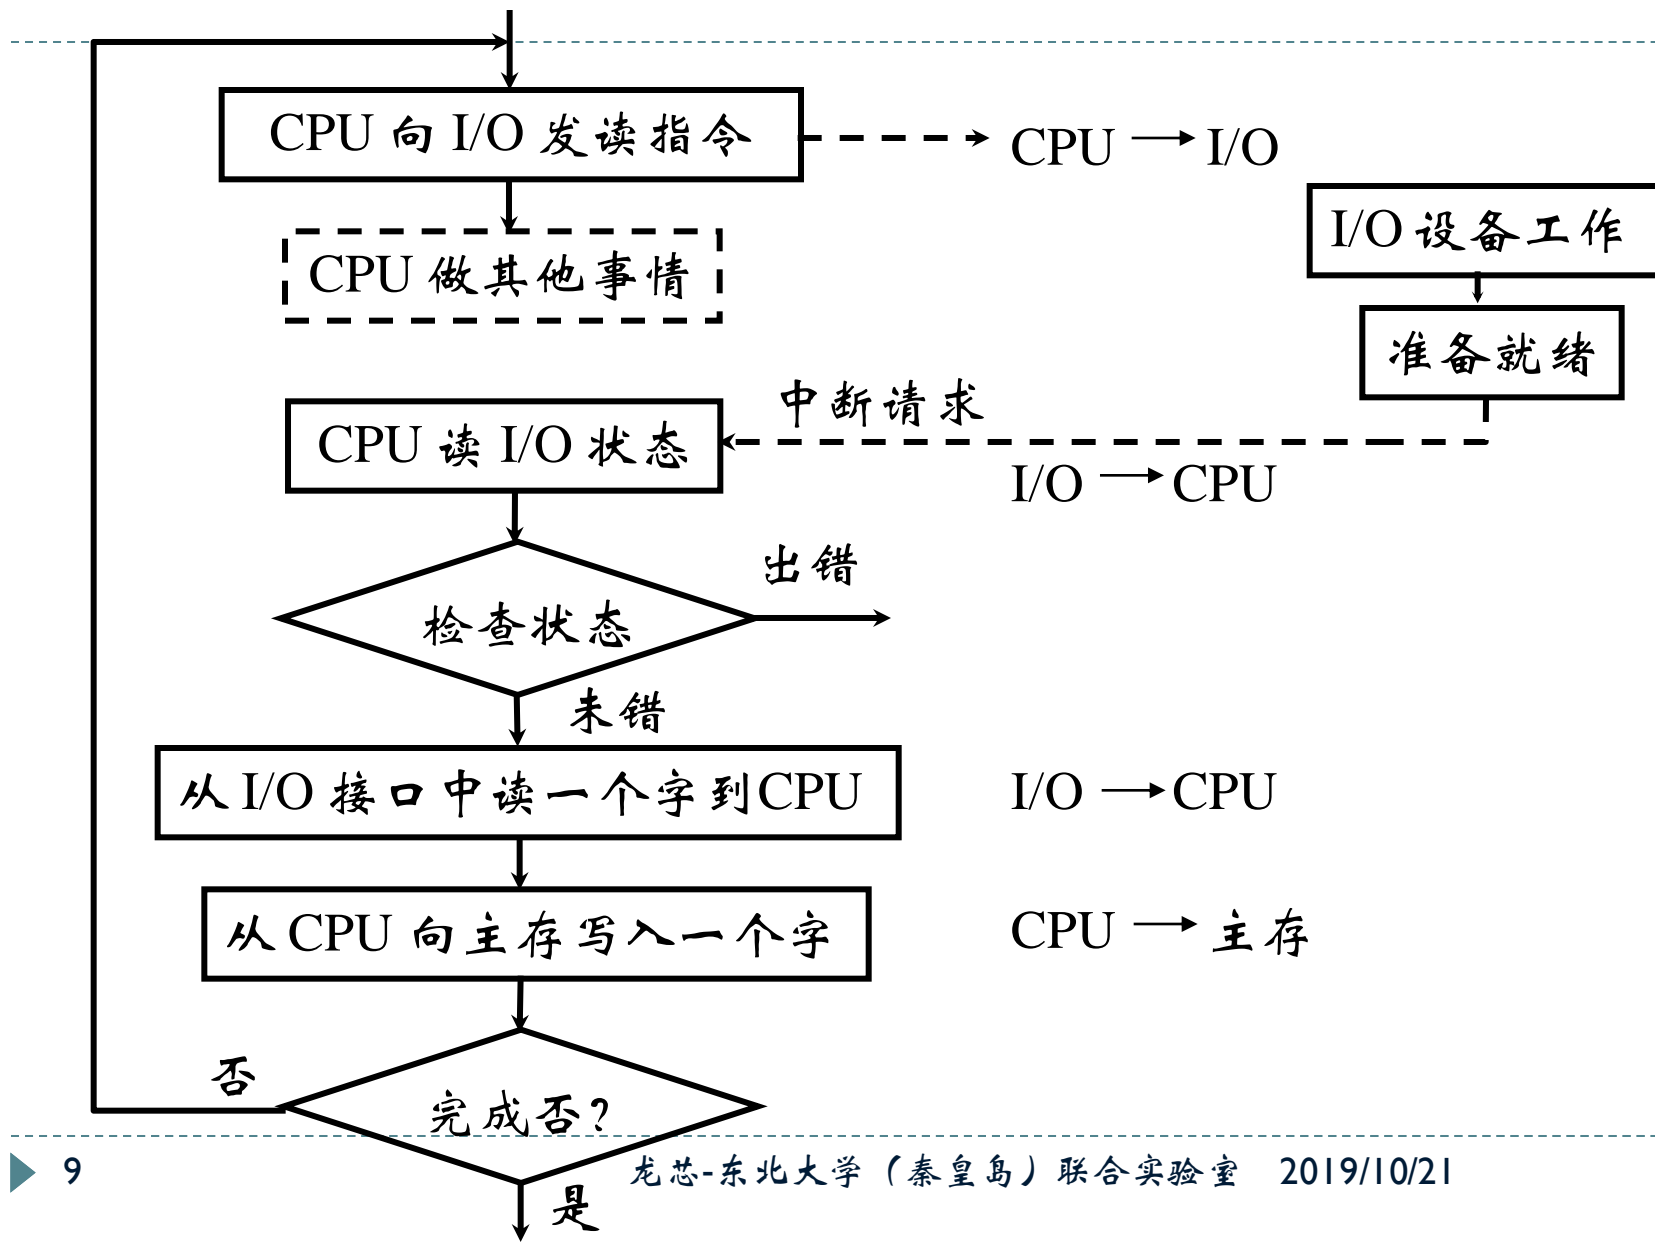 CPU 向 I/O 发读指令
CPU → I/O
I/O 设备工作
CPU 做其他事情
准备就绪
中断请求
CPU 读 I/O 状态
I/O → CPU
出错
检查状态
未错
从 I/O 接口中读一个字到CPU
I/O → CPU
从 CPU 向主存写入一个字
CPU → 主存
否
完成否？
9
龙芯-东北大学（秦皇岛）联合实验室 2019/10/21
是